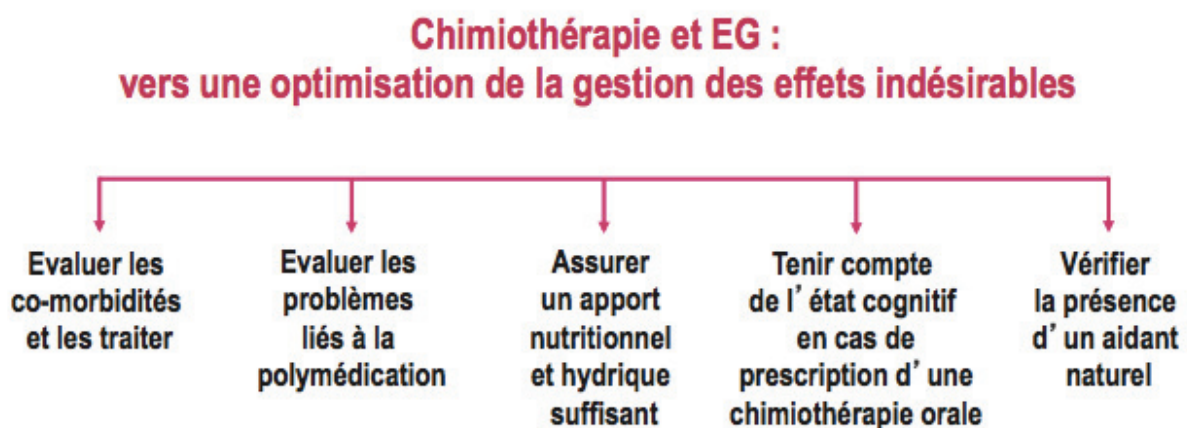 Chimiothérapie et EG :
vers une optimisation de la gestion des effets indésirables
Evaluer les
co-morbidités
et les traiter
Evaluer les
problèmes
liés à la
polymédication
Assurer
un apport
nutritionnel
et hydrique
suffisant
Tenir compte
de l' état cognitif
en cas de
prescription d' une
chimiothérapie orale
Vérifier
la présence
d' un aidant
naturel